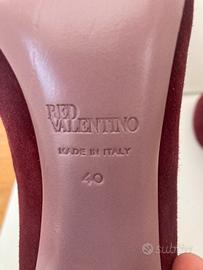 RED
VALENTINO
MADE IN ITALY
40
subito